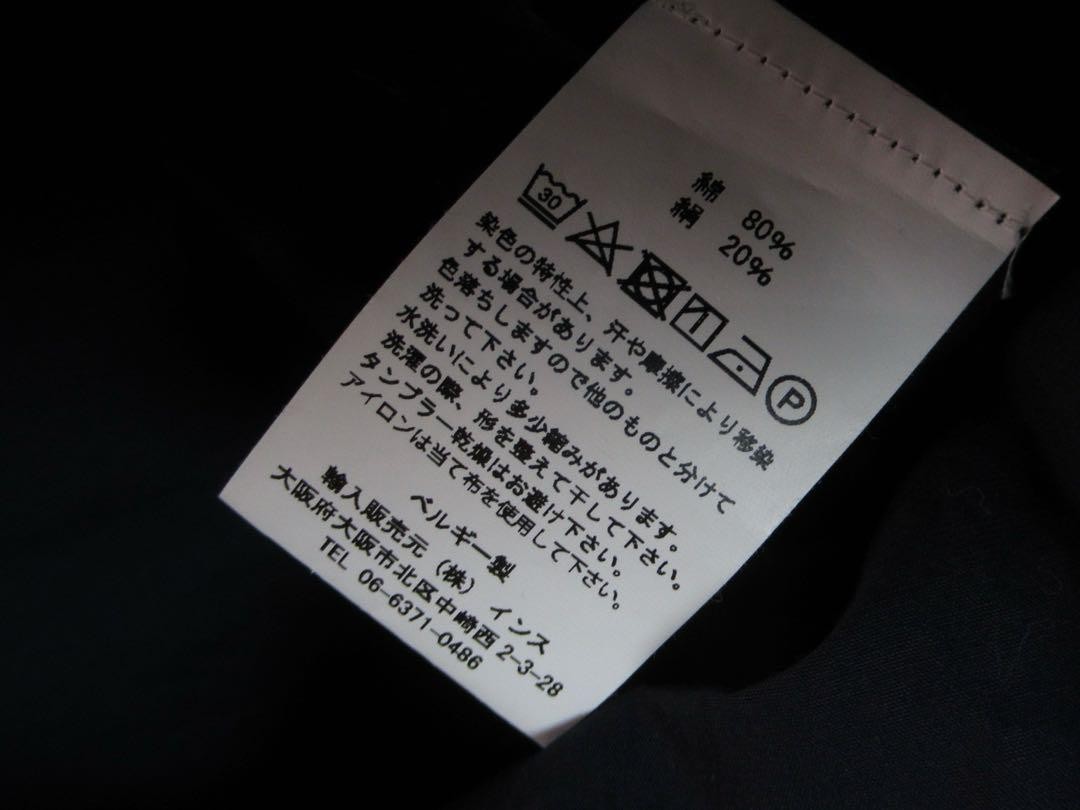 綿 80%
絹 20%
30
P
染色の特性上、汗や摩擦により移染
する場合があります。
色落ちしますので他のものと分けて
洗って下さい。
水洗いにより多少縮みがあります。
洗濯の際、形を整えて干して下さい。
タンブラー乾燥はお避け下さい。
アイロンは当て布を使用して下さい。
ベルギー製
輸入販売元 (株) インス
大阪府大阪市北区中崎西2-3-28
TEL 06-6371-0486